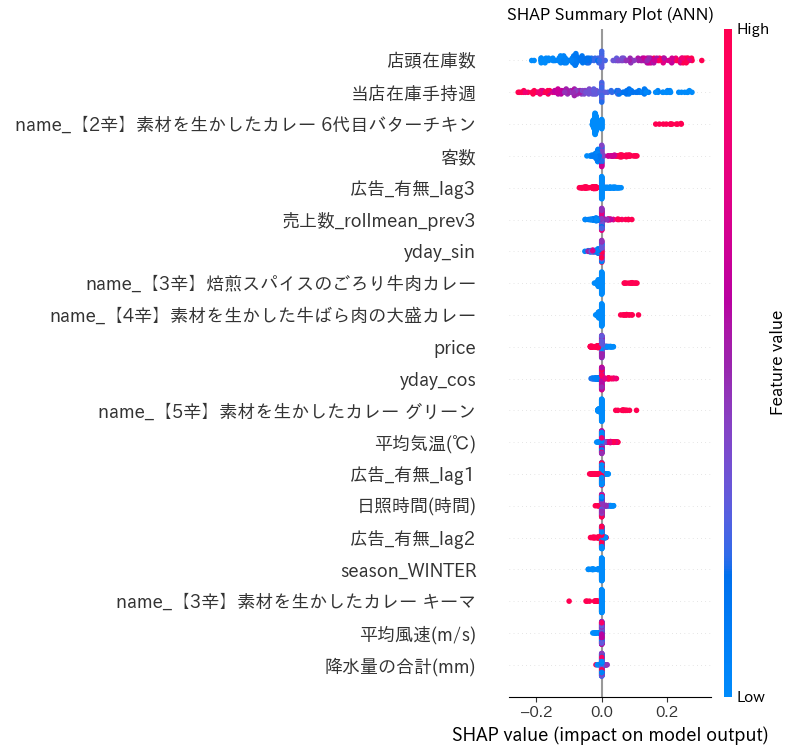 SHAP Summary Plot (ANN)
High
店頭在庫数
当店在庫手持週
name_【2辛】素材を生かしたカレー 6代目バターチキン
客数
広告_有無_lag3
売上数_rollmean_prev3
yday_sin
name_【3辛】焙煎スパイスのごろり牛肉カレー
name_【4辛】素材を生かした牛ばら肉の大盛カレー
price
yday_cos
name_【5辛】素材を生かしたカレー グリーン
平均気温(℃)
広告_有無_lag1
日照時間(時間)
広告_有無_lag2
season_WINTER
name_【3辛】素材を生かしたカレー キーマ
平均風速(m/s)
降水量の合計(mm)
Feature value
Low
−0.2 0.0 0.2
SHAP value (impact on model output)